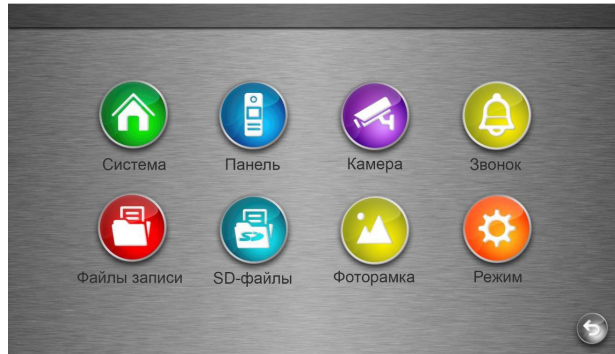 Система
Панель
Камера
Звонок
Файлы записи
SD-файлы
Фоторамка
Режим